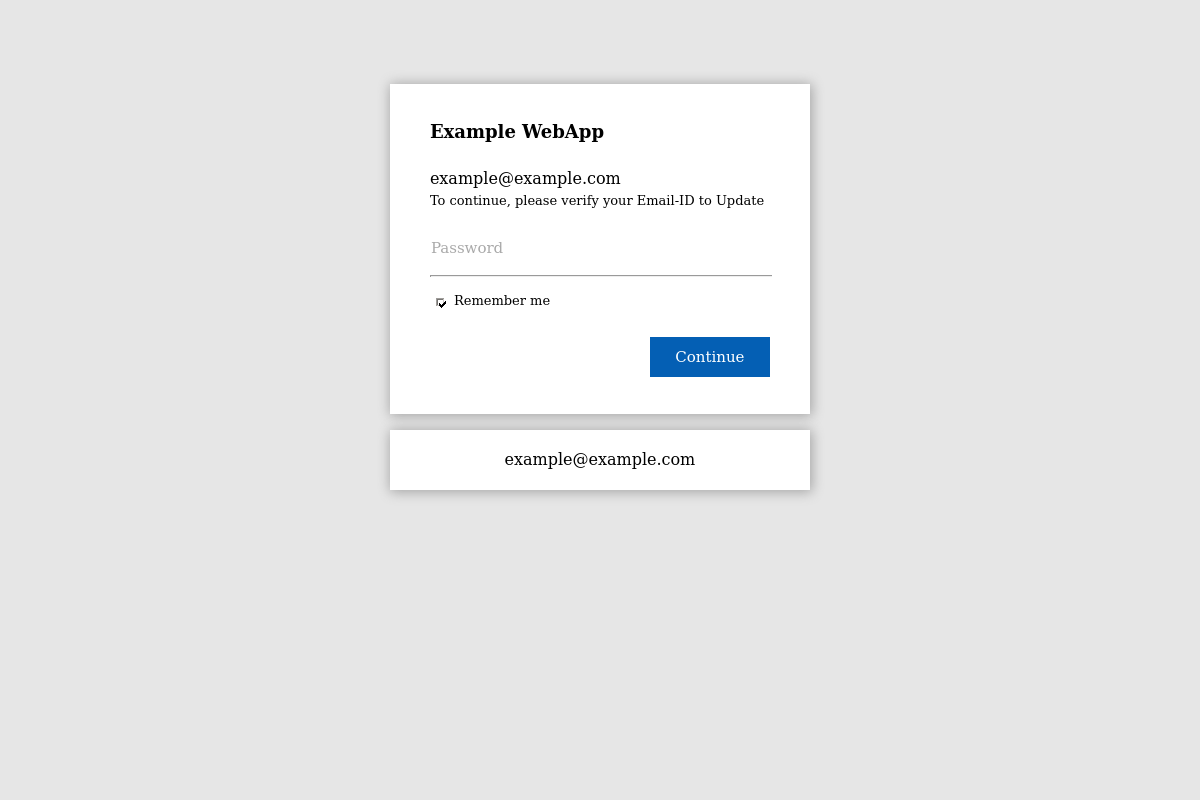 Example WebApp
example@example.com
To continue, please verify your Email-ID to Update
Password
Remember me
Continue
example@example.com